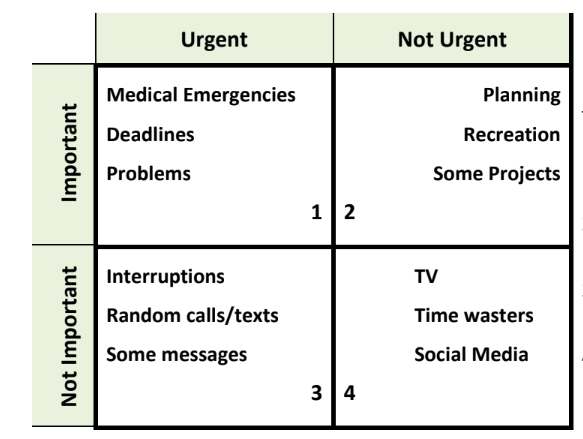 Urgent
Not Urgent
Important
Medical Emergencies
Deadlines
Problems
1
Planning
Recreation
Some Projects
2
Not Important
Interruptions
Random calls/texts
Some messages
3
TV
Time wasters
Social Media
4